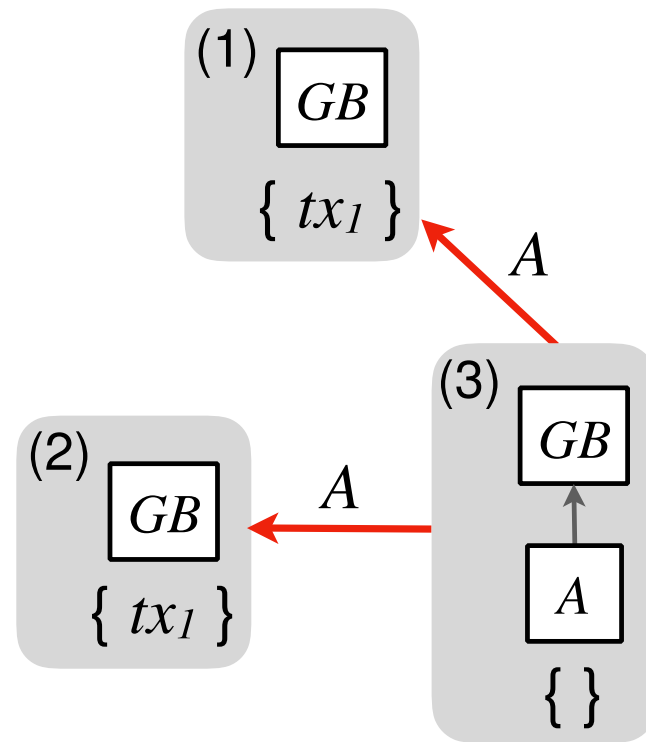 (1)
GB
{ tx1 }
A
(3)
GB
A
{ }
(2)
GB
{ tx1 }
A